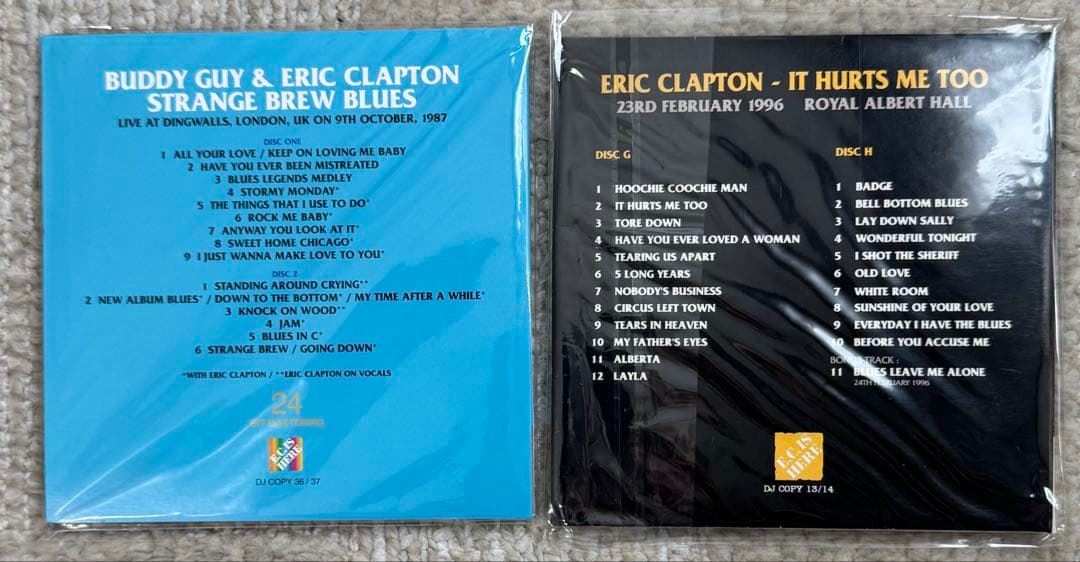 BUDDY GUY & ERIC CLAPTON
STRANGE BREW BLUES
LIVE AT DINGWALLS, LONDON, UK ON 9TH OCTOBER, 1987
DISC ONE
1 ALL YOUR LOVE / KEEP ON LOVING ME BABY
2 HAVE YOU EVER BEEN MISTREATED
3 BLUES LEGENDS MEDLEY
4 STORMY MONDAY*
5 THE THINGS THAT I USE TO DO*
6 ROCK ME BABY*
7 ANYWAY YOU LOOK AT IT*
8 SWEET HOME CHICAGO*
9 I JUST WANNA MAKE LOVE TO YOU*
DISC 2
1 STANDING AROUND CRYING**
2 NEW ALBUM BLUES* / DOWN TO THE BOTTOM* / MY TIME AFTER A WHILE*
3 KNOCK ON WOOD**
4 JAM*
5 BLUES IN C*
6 STRANGE BREW / GOING DOWN*
*WITH ERIC CLAPTON / **ERIC CLAPTON ON VOCALS
24
E.C. IS
HERE
DJ COPY 36 / 37
ERIC CLAPTON - IT HURTS ME TOO
23RD FEBRUARY 1996 ROYAL ALBERT HALL
DISC G
1 HOOCHIE COOCHIE MAN
2 IT HURTS ME TOO
3 TORE DOWN
4 HAVE YOU EVER LOVED A WOMAN
5 TEARING US APART
6 5 LONG YEARS
7 NOBODY'S BUSINESS
8 CIRCUS LEFT TOWN
9 TEARS IN HEAVEN
10 MY FATHER'S EYES
11 ALBERTA
12 LAYLA
DISC H
1 BADGE
2 BELL BOTTOM BLUES
3 LAY DOWN SALLY
4 WONDERFUL TONIGHT
5 I SHOT THE SHERIFF
6 OLD LOVE
7 WHITE ROOM
8 SUNSHINE OF YOUR LOVE
9 EVERYDAY I HAVE THE BLUES
10 BEFORE YOU ACCUSE ME
BONUS TRACK :
11 BLUES LEAVE ME ALONE
24TH FEBRUARY 1996
E.C. IS
HERE
DJ COPY 13/14